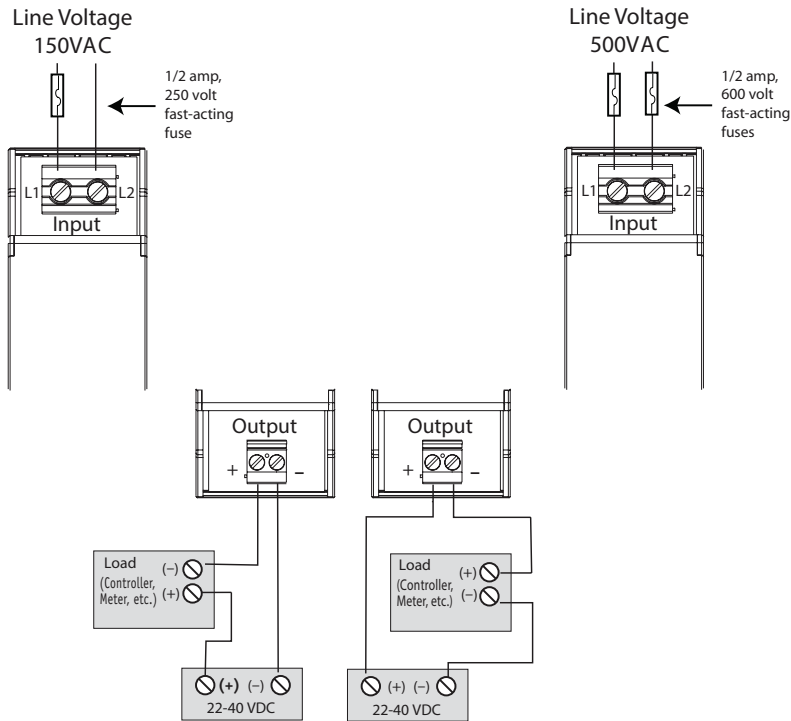 Line Voltage
150VAC
1/2 amp,
250 volt
fast-acting
fuse
L1
L2
Input
Line Voltage
500VAC
1/2 amp,
600 volt
fast-acting
fuses
L1
L2
Input
Output
+
–
Load
(Controller,
Meter, etc.)
(–)
(+)
(+) (–)
22-40 VDC
Output
+
–
Load
(Controller,
Meter, etc.)
(+)
(–)
(+) (–)
22-40 VDC